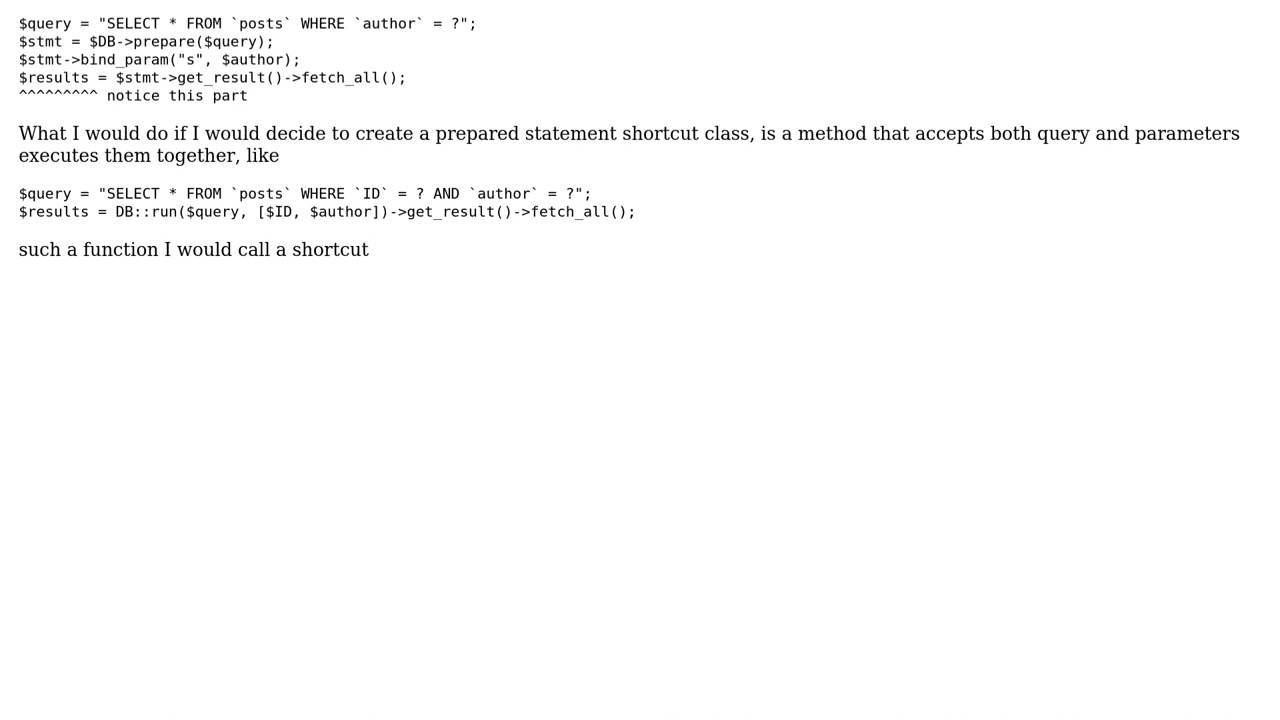 $query = "SELECT * FROM `posts` WHERE `author` = ?";
$stmt = $DB->prepare($query);
$stmt->bind_param("s", $author);
$results = $stmt->get_result()->fetch_all();
^^^^^^^^^ notice this part
What I would do if I would decide to create a prepared statement shortcut class, is a method that accepts both query and parameters
executes them together, like
$query = "SELECT * FROM `posts` WHERE `ID` = ? AND `author` = ?";
$results = DB::run($query, [$ID, $author])->get_result()->fetch_all();
such a function I would call a shortcut